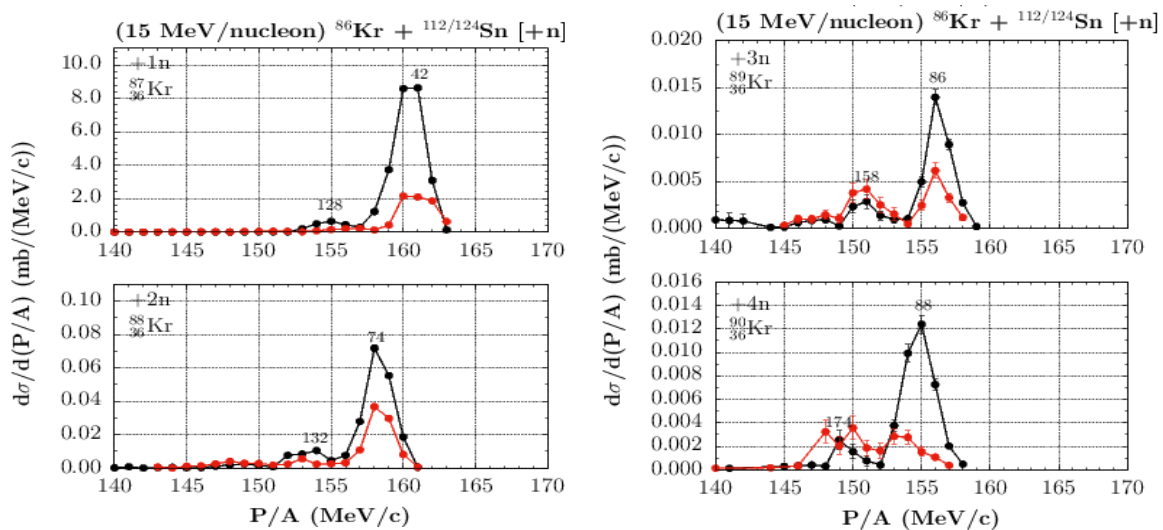 (15 MeV/nucleon) ⁸⁶Kr + ¹¹²/¹²⁴Sn [+n]
dσ/d(P/A) (mb/(MeV/c))
10.0
8.0
6.0
4.0
2.0
0.0
+1n
⁸⁷₃₆Kr
128
42
140 145 150 155 160 165 170
0.10
0.08
0.06
0.04
0.02
0.00
+2n
⁸⁸₃₆Kr
132
74
140 145 150 155 160 165 170
P/A (MeV/c)
(15 MeV/nucleon) ⁸⁶Kr + ¹¹²/¹²⁴Sn [+n]
dσ/d(P/A) (mb/(MeV/c))
0.020
0.015
0.010
0.005
0.000
+3n
⁸⁹₃₆Kr
158
86
140 145 150 155 160 165 170
0.016
0.014
0.012
0.010
0.008
0.006
0.004
0.002
0.000
+4n
⁹⁰₃₆Kr
174
88
140 145 150 155 160 165 170
P/A (MeV/c)